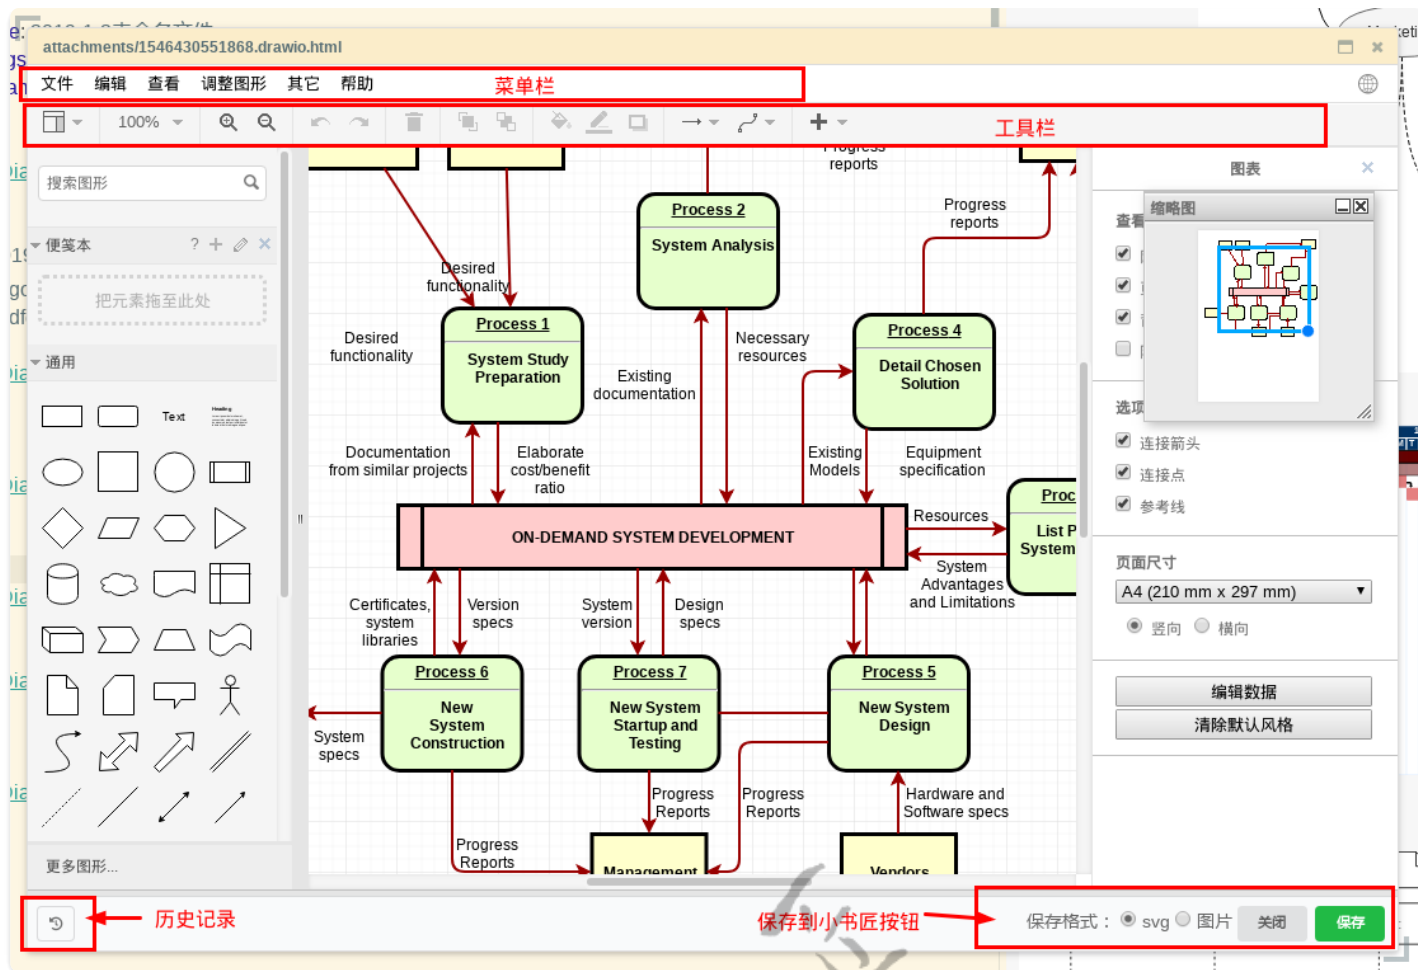 attachments/1546430551868.drawio.html
文件 编辑 查看 调整图形 其它 帮助 菜单栏
100% 工具栏
搜索图形
便笺本 ?
把元素拖至此处
通用
Text
Heading
更多图形...
Progress
reports
Process 2
System Analysis
Progress
reports
Desired
functionality
Process 1
System Study
Preparation
Desired
functionality
Existing
documentation
Necessary
resources
Process 4
Detail Chosen
Solution
Documentation
from similar projects
Elaborate
cost/benefit
ratio
Existing
Models
Equipment
specification
ON-DEMAND SYSTEM DEVELOPMENT
Resources
Proc
List P
System
System
Advantages
and Limitations
Certificates,
system
libraries
Version
specs
System
version
Design
specs
Process 6
New
System
Construction
Process 7
New System
Startup and
Testing
Process 5
New System
Design
System
specs
Progress
Reports
Progress
Reports
Progress
Reports
Hardware and
Software specs
Management
Vendors
图表
缩略图
查看
选项
连接箭头
连接点
参考线
页面尺寸
A4 (210 mm x 297 mm)
竖向 横向
编辑数据
清除默认风格
历史记录
保存到小书匠按钮
保存格式： svg 图片 关闭 保存